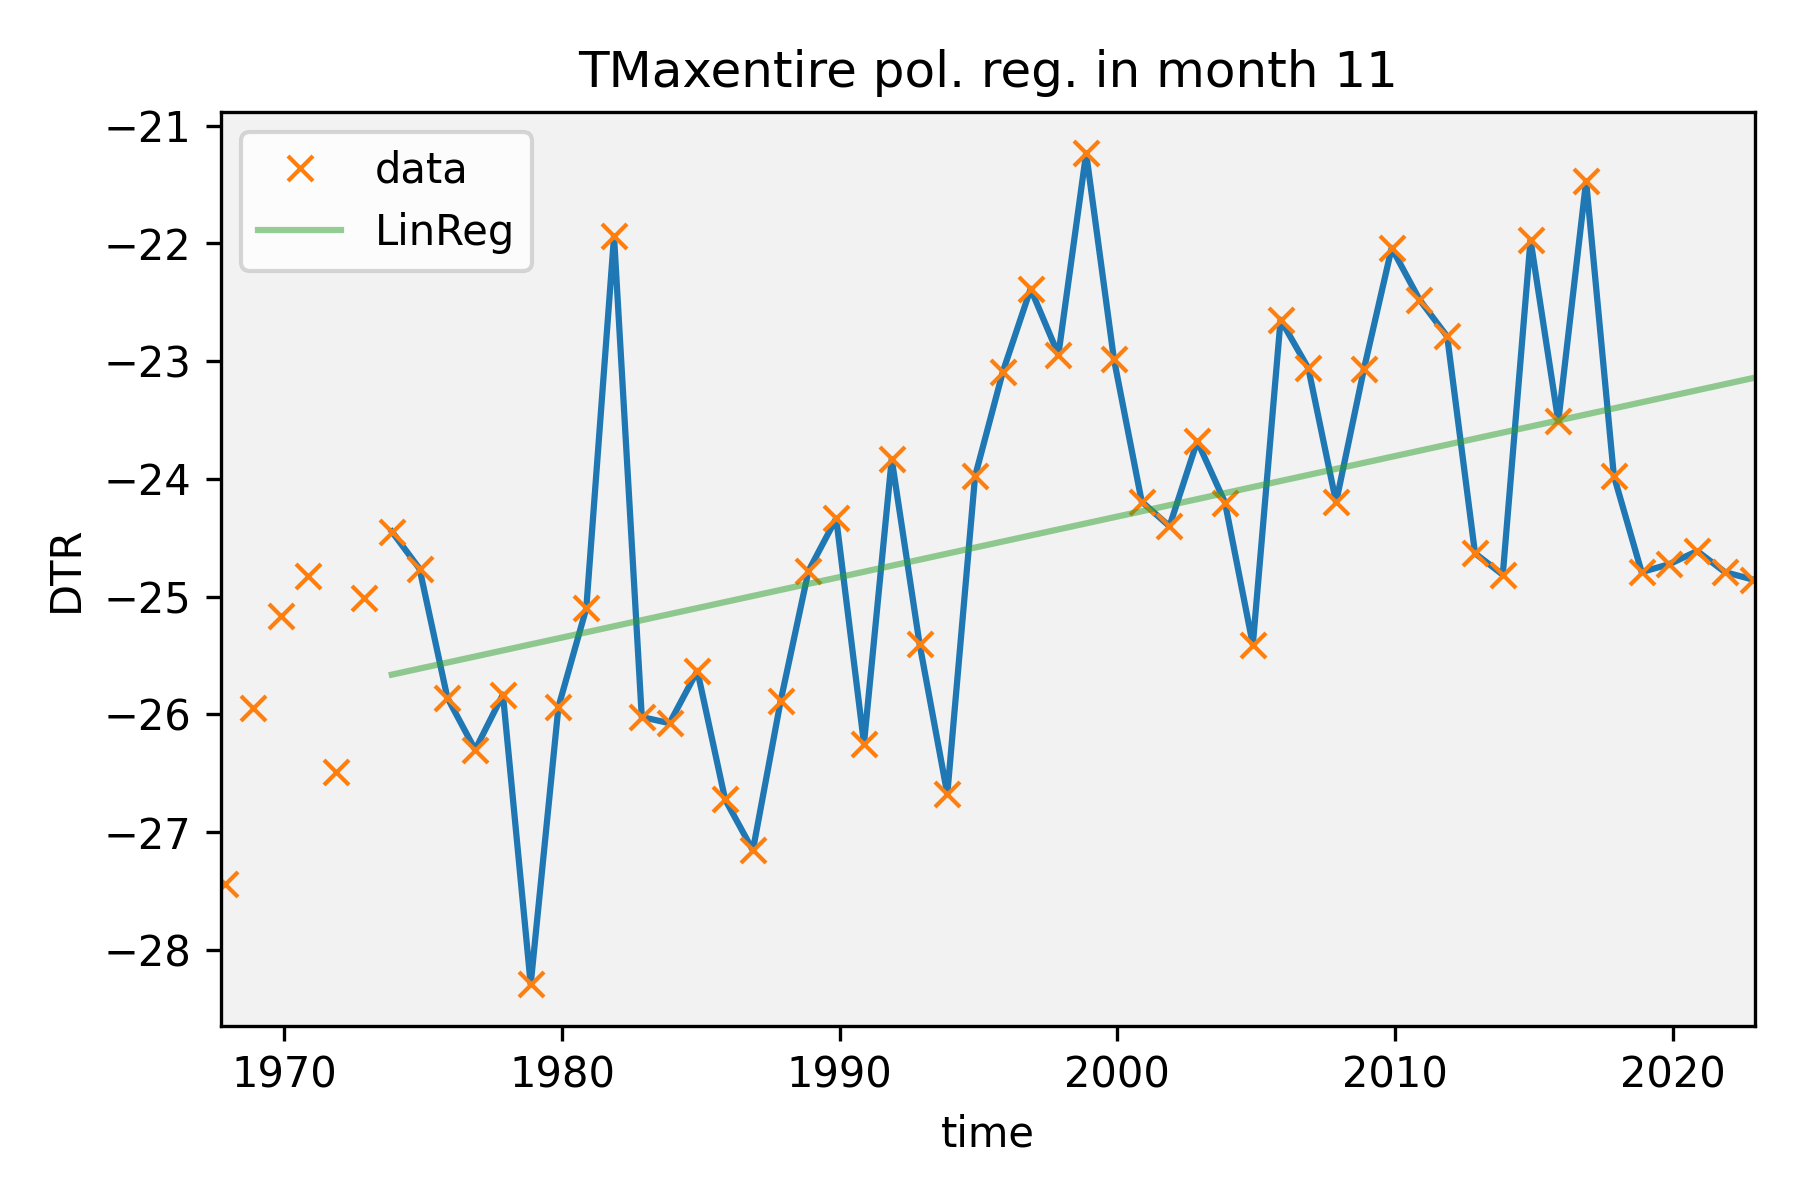 TMaxentire pol. reg. in month 11
data
LinReg
−21
−22
−23
−24
−25
−26
−27
−28
DTR
1970 1980 1990 2000 2010 2020
time